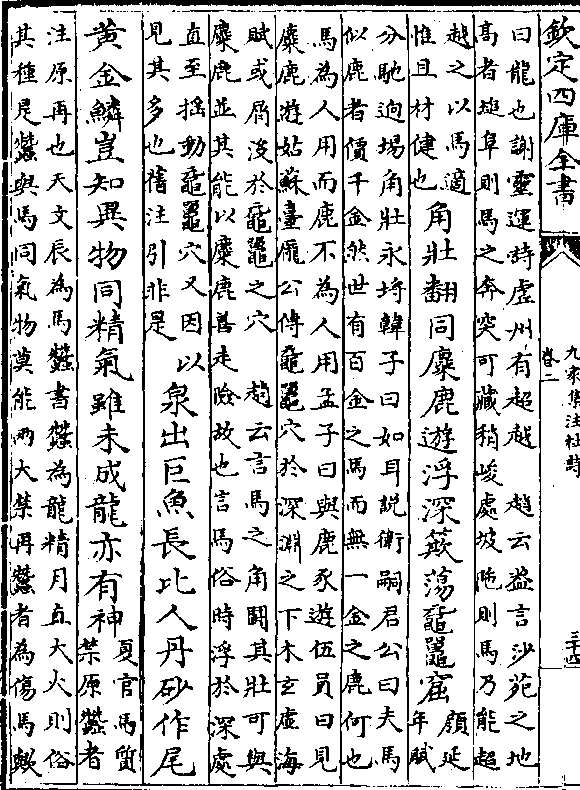 欽定四庫全書
九家集注杜詩
卷二
三十四
曰龍也謝靈運詩虛州有超越　趙云益言沙苑之地
髙者堆阜則馬之奔突可藏稍峻處坡陁則馬乃能超
越之以馬適
惟且材健也
角壯翻同麋鹿遊浮深簸蕩黿鼉窟
顔延
年賦
分馳逈埸角壯永埒韓子曰如耳説衛嗣君公曰夫馬
似鹿者價千金然世有百金之馬而無一金之鹿何也
馬為人用而鹿不為人用孟子曰與鹿豕遊伍員曰見
麋鹿遊姑蘇臺龎公傳黿鼉穴於深淵之下木玄虛海
賦或屑没於黿鼉之穴　趙云言馬之角鬭其壯可與
麋鹿並其能以麋鹿善走險故也言馬俗時浮於深處
直至揺動黿鼉穴又因以
見其多也舊注引非是
泉出巨魚長比人丹砂作尾
黄金鱗豈知異物同精氣雖未成龍亦有神
夏官馬質
禁原蠶者
注原再也天文辰為馬蠶書蠶為龍精月直大火則俗
其種是蠶與馬同氣物莫能兩大禁再蠶者為傷馬歟